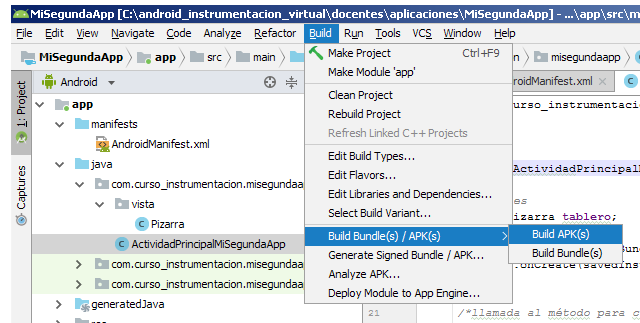 MiSegundaApp [C:\android_instrumentacion_virtual\docentes\aplicaciones\MiSegundaApp] - ...\app\src\m
File Edit View Navigate Code Analyze Refactor Build Run Tools VCS Window Help
MiSegundaApp app src main misegundaapp
Make Project Ctrl+F9
Make Module 'app'
Clean Project
Rebuild Project
Refresh Linked C++ Projects
Edit Build Types...
Edit Flavors...
Edit Libraries and Dependencies...
Select Build Variant...
Build Bundle(s) / APK(s)
Generate Signed Bundle / APK...
Analyze APK...
Deploy Module to App Engine...
Build APK(s)
Build Bundle(s)
1: Project
Captures
Android
app
manifests
AndroidManifest.xml
java
com.curso_instrumentacion.misegundaa
vista
Pizarra
ActividadPrincipalMiSegundaApp
com.curso_instrumentacion.misegundaa
com.curso_instrumentacion.misegundaa
generatedJava
roidManifest.xml
curso_instrumentac
ActividadPrincipalM
es
izarra tablero;
.onCreate(savedins
21 /*llamada al método para c